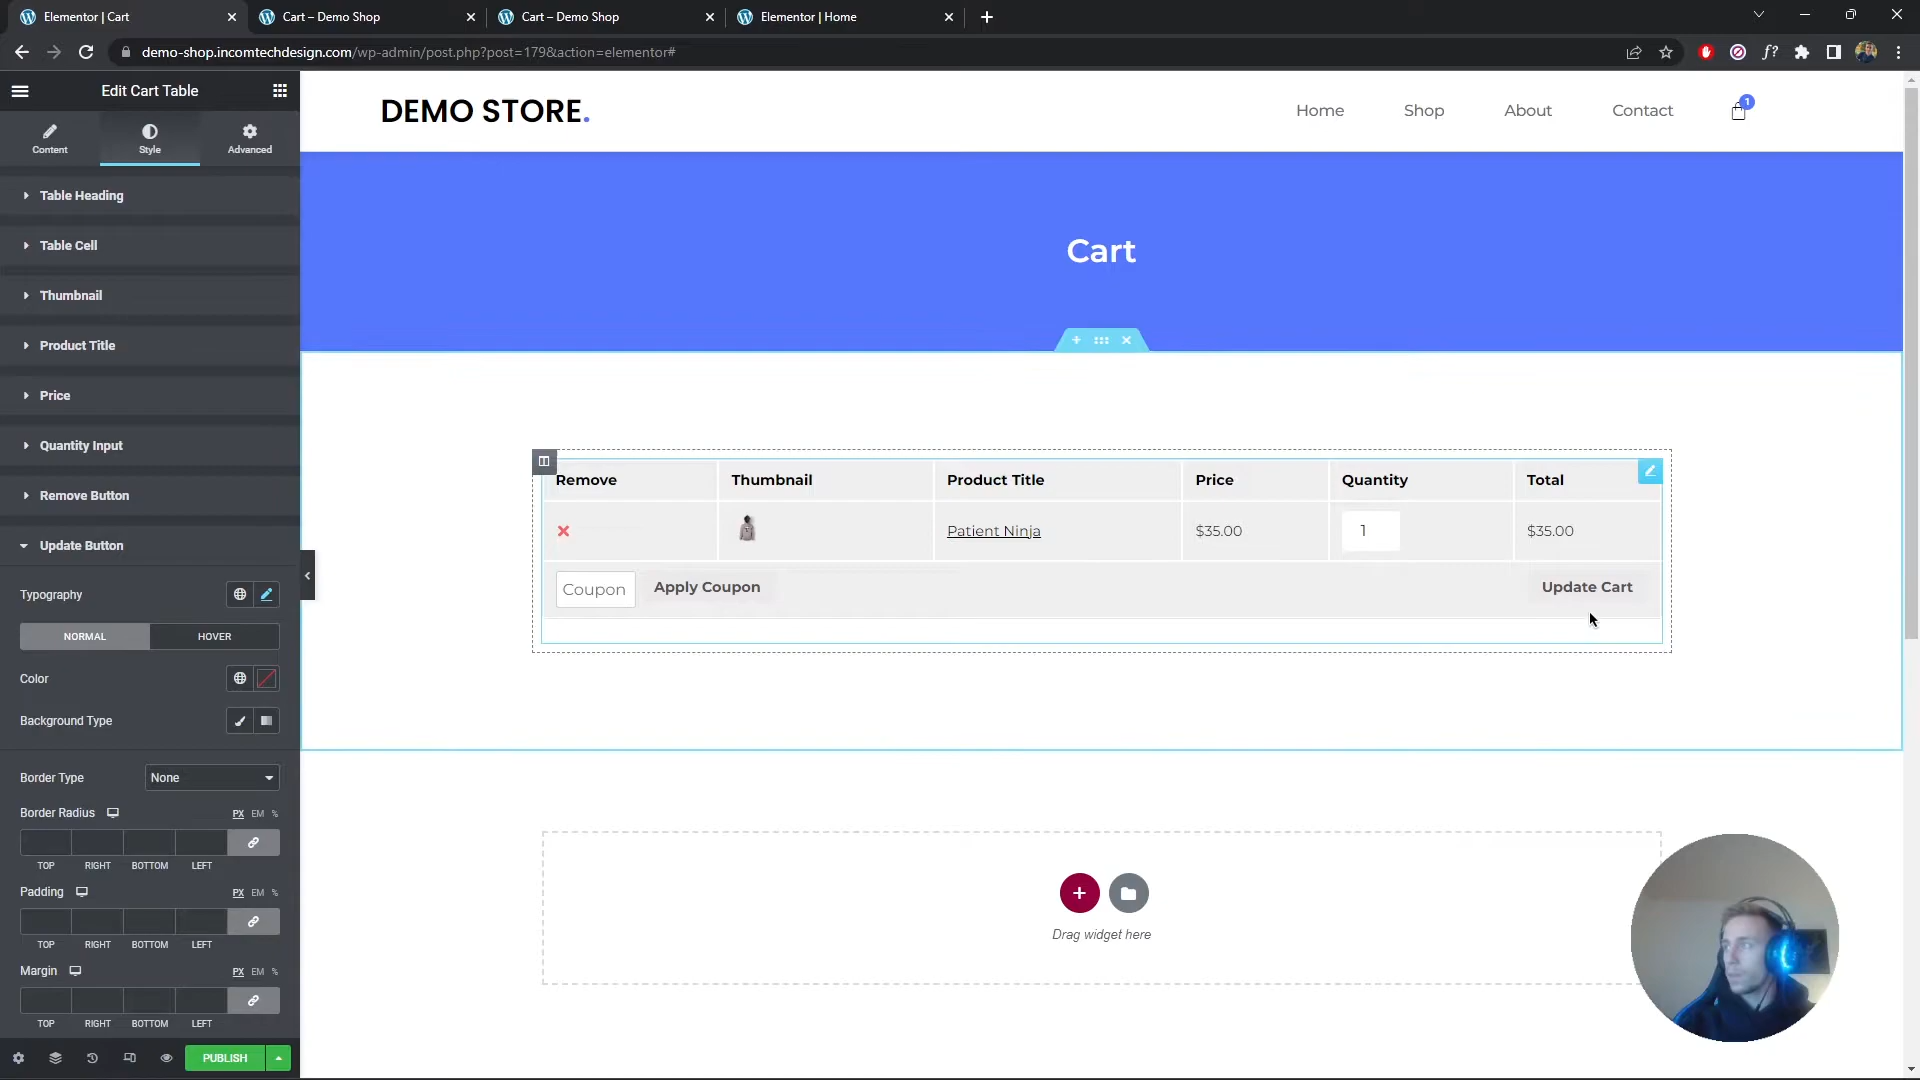 Elementor | Cart
Cart – Demo Shop
Cart – Demo Shop
Elementor | Home
demo-shop.incomtechdesign.com/wp-admin/post.php?post=179&action=elementor#
f?
Edit Cart Table
Content
Style
Advanced
Table Heading
Table Cell
Thumbnail
Product Title
Price
Quantity Input
Remove Button
Update Button
Typography
NORMAL
HOVER
Color
Background Type
Border Type
None
Border Radius
PX EM %
TOP RIGHT BOTTOM LEFT
Padding
PX EM %
TOP RIGHT BOTTOM LEFT
Margin
PX EM %
TOP RIGHT BOTTOM LEFT
PUBLISH
DEMO STORE.
Home
Shop
About
Contact
1
Cart
Remove Thumbnail Product Title Price Quantity Total
Patient Ninja $35.00 1 $35.00
Coupon Apply Coupon Update Cart
Drag widget here